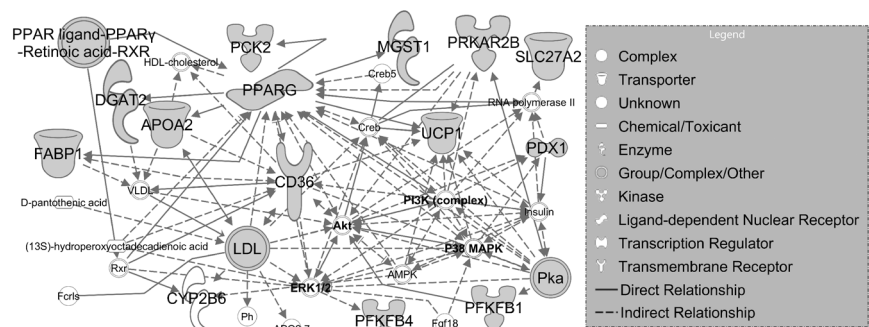 PPAR ligand-PPARγ
-Retinoic acid-RXR
PCK2
MGST1
PRKAR2B
SLC27A2
HDL-cholesterol
Creb5
DGAT2
PPARG
RNA polymerase II
APOA2
Creb
UCP1
PDX1
FABP1
CD36
VLDL
D-pantothenic acid
PI3K (complex)
Insulin
Akt
(13S)-hydroperoxyoctadecadienoic acid
LDL
P38 MAPK
Rxr
AMPK
Pka
ERK1/2
Fcrls
CYP2B6
Ph
PFKFB4
Fgf18
PFKFB1
Legend
Complex
Transporter
Unknown
Chemical/Toxicant
Enzyme
Group/Complex/Other
Kinase
Ligand-dependent Nuclear Receptor
Transcription Regulator
Transmembrane Receptor
Direct Relationship
Indirect Relationship